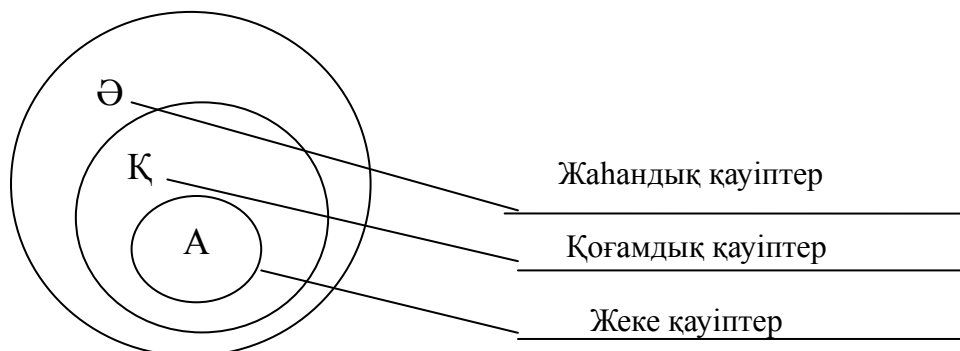 Ә
Жаһандық қауіптер
Қ
Қоғамдық қауіптер
А
Жеке қауіптер